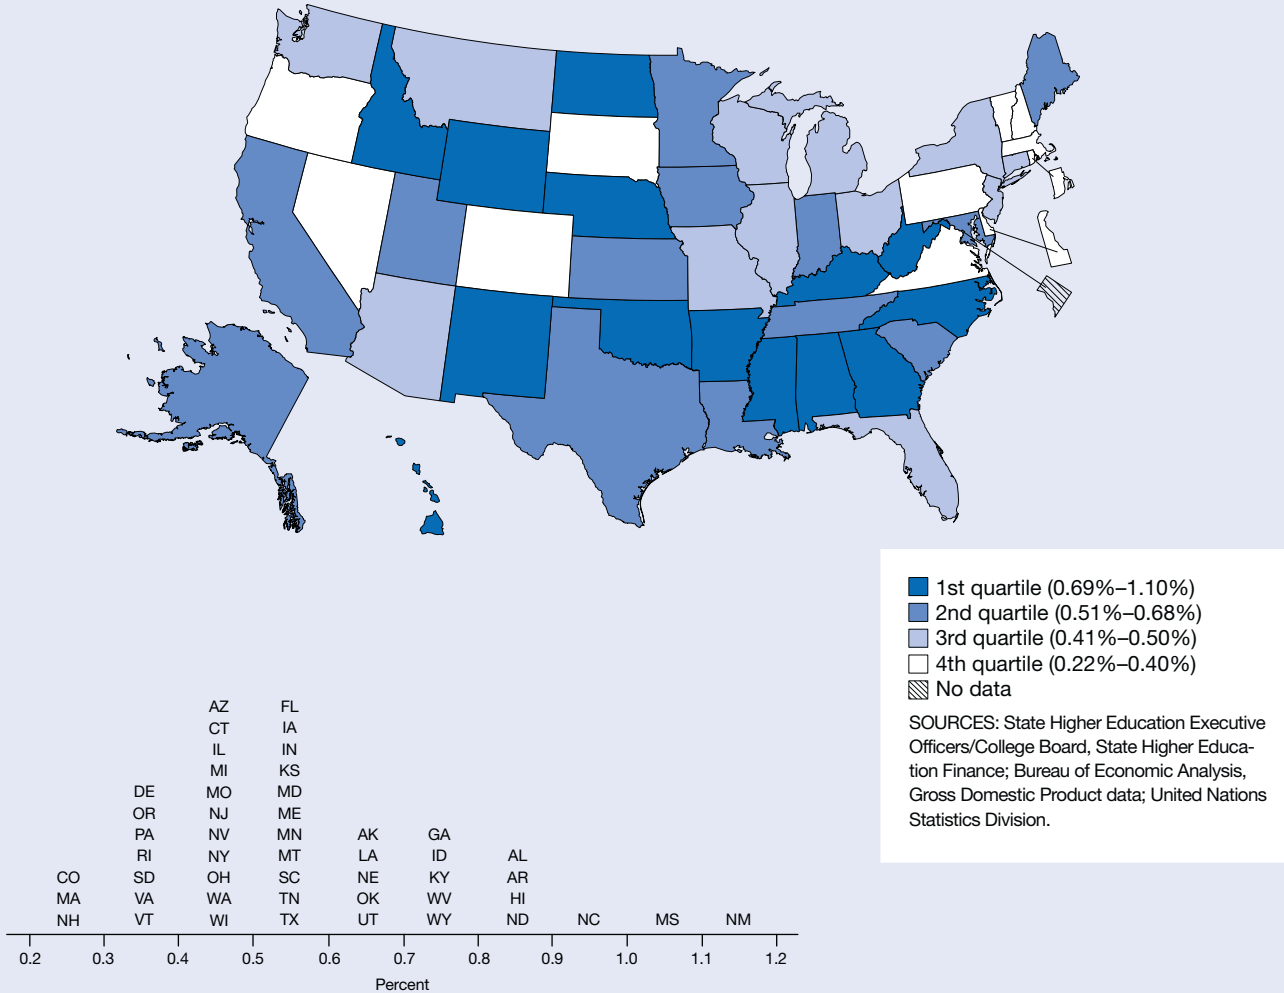 1st quartile (0.69%–1.10%)
2nd quartile (0.51%–0.68%)
3rd quartile (0.41%–0.50%)
4th quartile (0.22%–0.40%)
No data
SOURCES: State Higher Education Executive
Officers/College Board, State Higher Educa-
tion Finance; Bureau of Economic Analysis,
Gross Domestic Product data; United Nations
Statistics Division.
AZ FL
CT IA
IL IN
MI KS
DE MO MD
OR NJ ME
PA NV MN AK GA
RI NY MT LA ID AL
CO SD OH SC NE KY AR
MA VA WA TN OK WV HI
NH VT WI TX UT WY ND NC MS NM
0.2 0.3 0.4 0.5 0.6 0.7 0.8 0.9 1.0 1.1 1.2
Percent